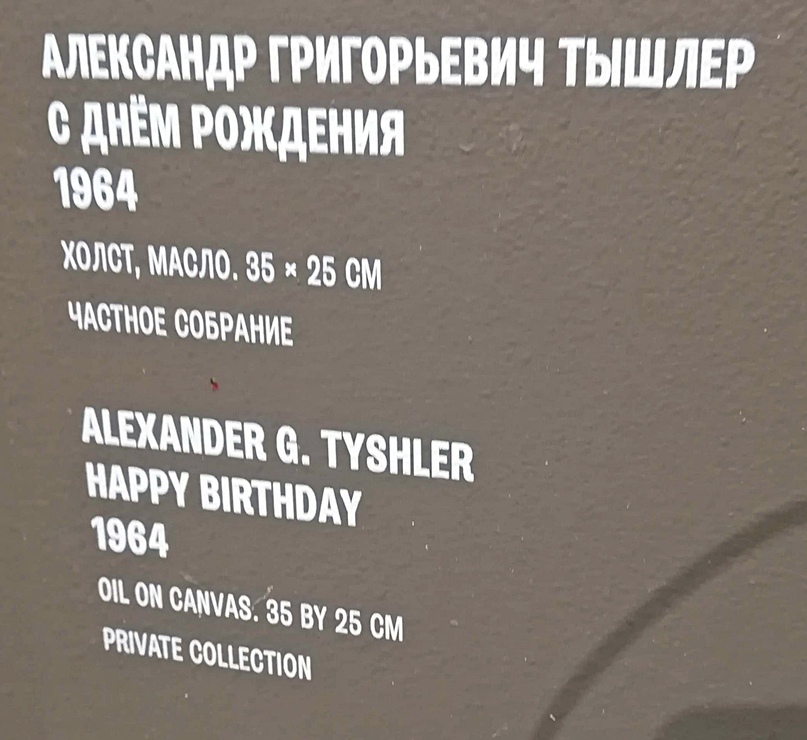 АЛЕКСАНДР ГРИГОРЬЕВИЧ ТЫШЛЕР
С ДНЁМ РОЖДЕНИЯ
1964
ХОЛСТ, МАСЛО. 35 × 25 СМ
ЧАСТНОЕ СОБРАНИЕ
ALEXANDER G. TYSHLER
HAPPY BIRTHDAY
1964
OIL ON CANVAS. 35 BY 25 CM
PRIVATE COLLECTION